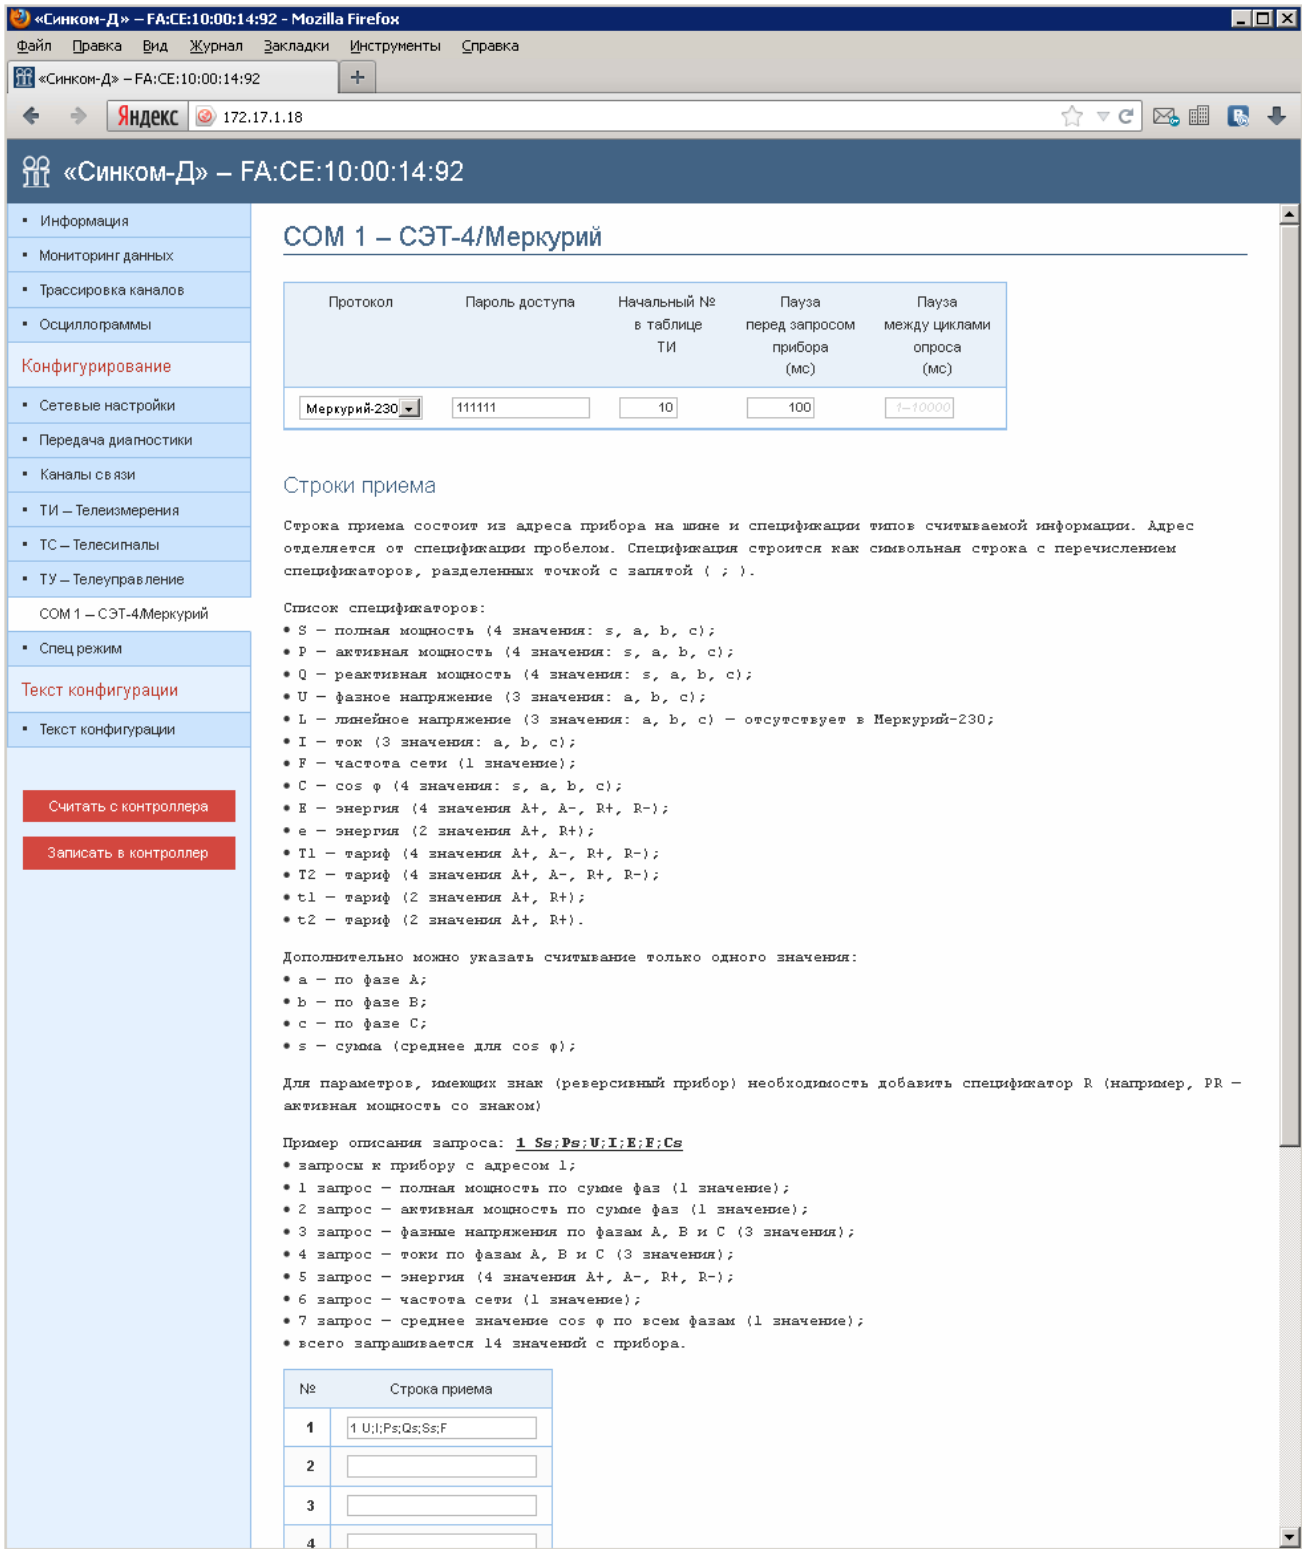 «Синком-Д» – FA:CE:10:00:14:92 - Mozilla Firefox
Файл Правка Вид Журнал Закладки Инструменты Справка
«Синком-Д» – FA:CE:10:00:14:92
Яндекс 172.17.1.18
«Синком-Д» – FA:CE:10:00:14:92
Информация
Мониторинг данных
Трассировка каналов
Осциллограммы
Конфигурирование
Сетевые настройки
Передача диагностики
Каналы связи
ТИ – Телеизмерения
ТС – Телесигналы
ТУ – Телеуправление
COM 1 – СЭТ-4/Меркурий
Спец режим
Текст конфигурации
Текст конфигурации
Считать с контроллера
Записать в контроллер
COM 1 – СЭТ-4/Меркурий
Протокол Пароль доступа Начальный № Пауза Пауза
в таблице перед запросом между циклами
ТИ прибора опроса
(мс) (мс)
Меркурий-230 111111 10 100 1–10000
Строки приема
Строка приема состоит из адреса прибора на шине и спецификации типов считываемой информации. Адрес
отделяется от спецификации пробелом. Спецификация строится как символьная строка с перечислением
спецификаторов, разделенных точкой с запятой ( ; ).
Список спецификаторов:
• S – полная мощность (4 значения: s, a, b, c);
• P – активная мощность (4 значения: s, a, b, c);
• Q – реактивная мощность (4 значения: s, a, b, c);
• U – фазное напряжение (3 значения: a, b, c);
• L – линейное напряжение (3 значения: a, b, c) – отсутствует в Меркурий-230;
• I – ток (3 значения: a, b, c);
• F – частота сети (1 значение);
• C – cos φ (4 значения: s, a, b, c);
• E – энергия (4 значения A+, A-, R+, R-);
• e – энергия (2 значения A+, R+);
• T1 – тариф (4 значения A+, A-, R+, R-);
• T2 – тариф (4 значения A+, A-, R+, R-);
• t1 – тариф (2 значения A+, R+);
• t2 – тариф (2 значения A+, R+).
Дополнительно можно указать считывание только одного значения:
• a – по фазе A;
• b – по фазе B;
• c – по фазе C;
• s – сумма (среднее для cos φ);
Для параметров, имеющих знак (реверсивный прибор) необходимость добавить спецификатор R (например, PR –
активная мощность со знаком)
Пример описания запроса: 1 Ss;Ps;U;I;E;F;Cs
• запросы к прибору с адресом 1;
• 1 запрос – полная мощность по сумме фаз (1 значение);
• 2 запрос – активная мощность по сумме фаз (1 значение);
• 3 запрос – фазные напряжения по фазам A, B и C (3 значения);
• 4 запрос – токи по фазам A, B и C (3 значения);
• 5 запрос – энергия (4 значения A+, A-, R+, R-);
• 6 запрос – частота сети (1 значение);
• 7 запрос – среднее значение cos φ по всем фазам (1 значение);
• всего запрашивается 14 значений с прибора.
№ Строка приема
1 1 U;I;Ps;Qs;Ss;F
2
3
4